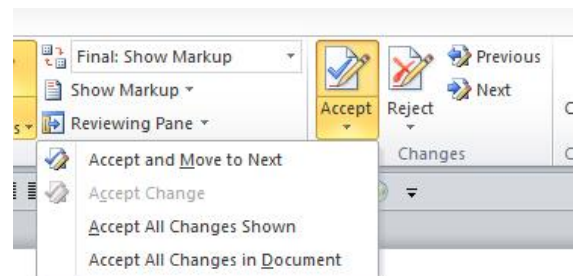 Final: Show Markup
Show Markup
Reviewing Pane
Accept
Reject
Previous
Next
Changes
Accept and Move to Next
Accept Change
Accept All Changes Shown
Accept All Changes in Document